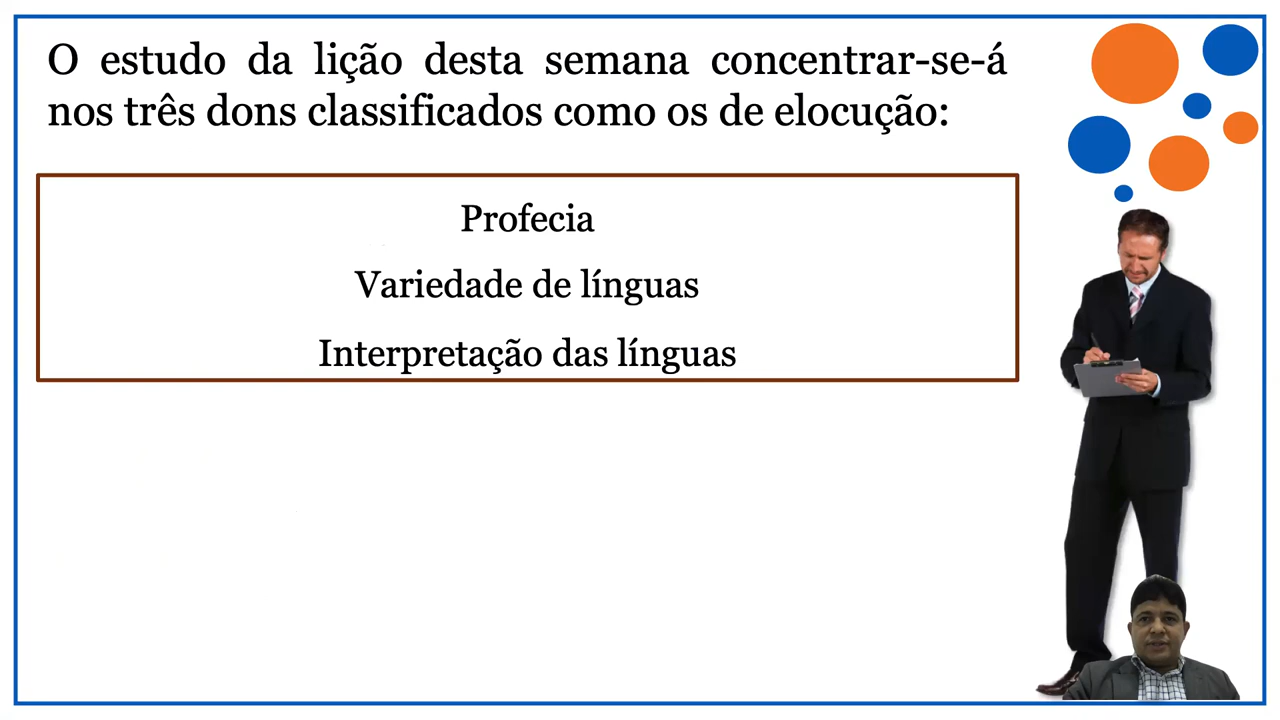 O estudo da lição desta semana concentrar-se-á
nos três dons classificados como os de elocução:
Profecia
Variedade de línguas
Interpretação das línguas